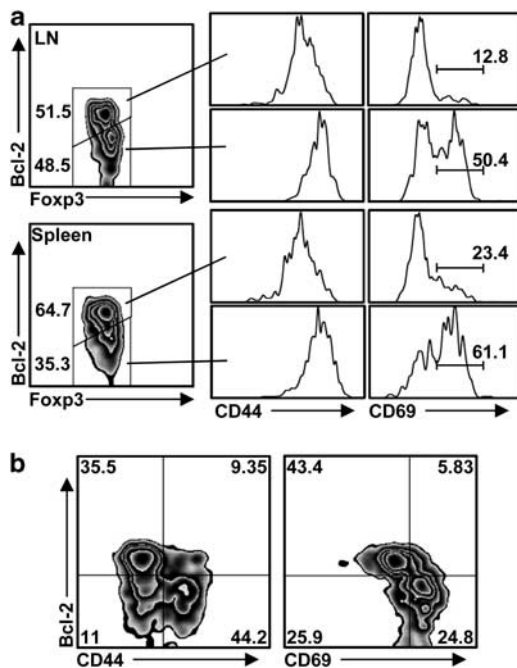 a
LN
51.5
48.5
Bcl-2
Foxp3
12.8
50.4
Spleen
64.7
35.3
Bcl-2
Foxp3
23.4
61.1
CD44
CD69
b
35.5 9.35
11 44.2
Bcl-2
CD44
43.4 5.83
25.9 24.8
CD69